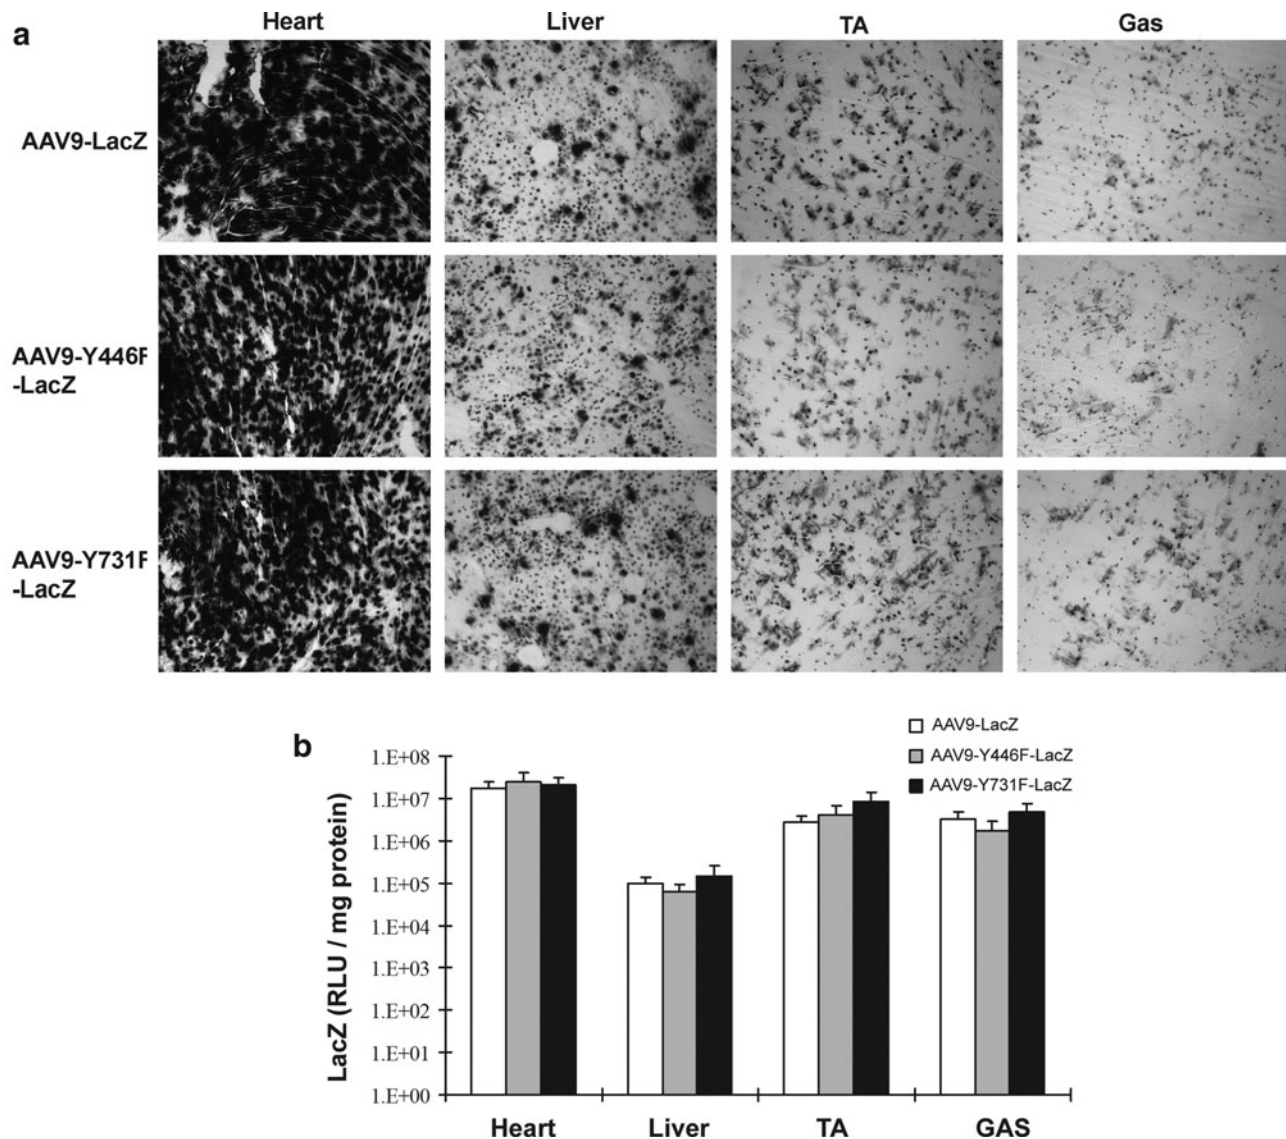 a
Heart
Liver
TA
Gas
AAV9-LacZ
AAV9-Y446F
-LacZ
AAV9-Y731F
-LacZ
b
AAV9-LacZ
AAV9-Y446F-LacZ
AAV9-Y731F-LacZ
LacZ (RLU / mg protein)
1.E+08
1.E+07
1.E+06
1.E+05
1.E+04
1.E+03
1.E+02
1.E+01
1.E+00
Heart
Liver
TA
GAS